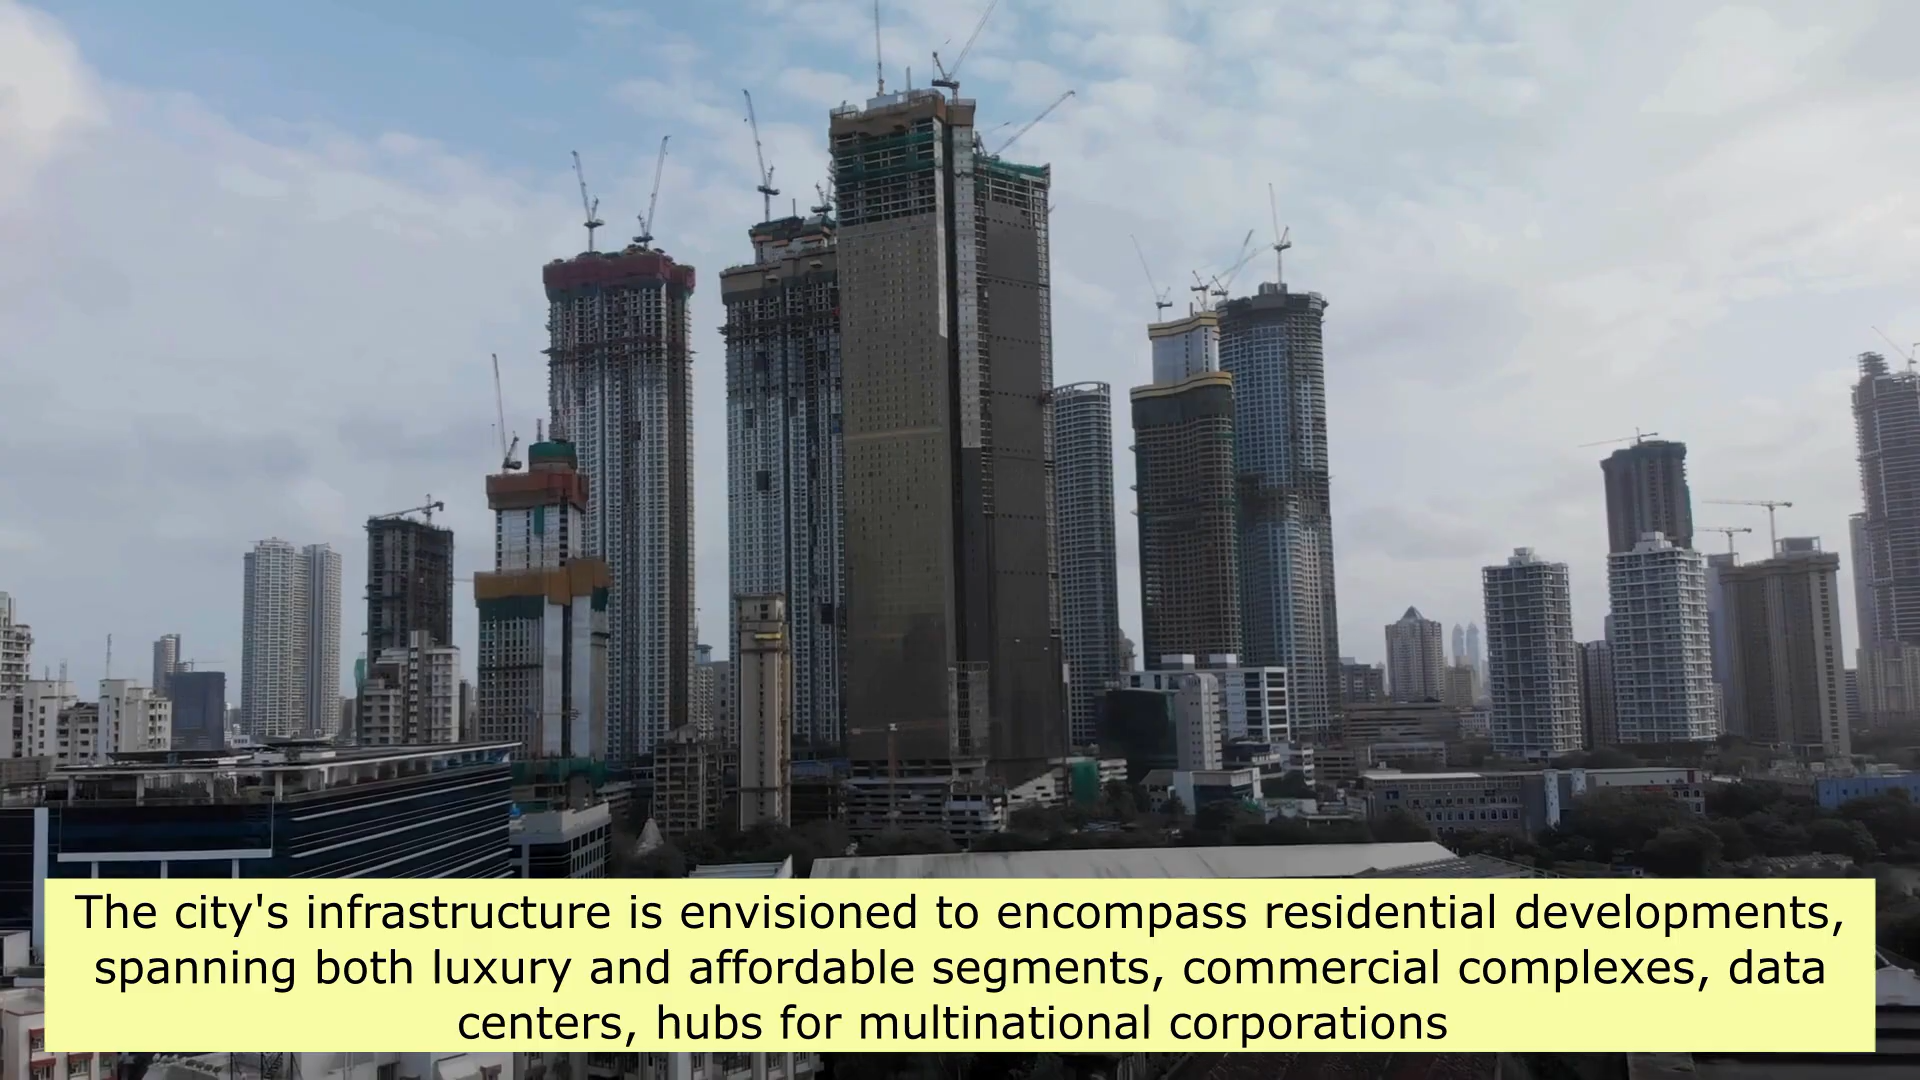 The city's infrastructure is envisioned to encompass residential developments,
spanning both luxury and affordable segments, commercial complexes, data
centers, hubs for multinational corporations